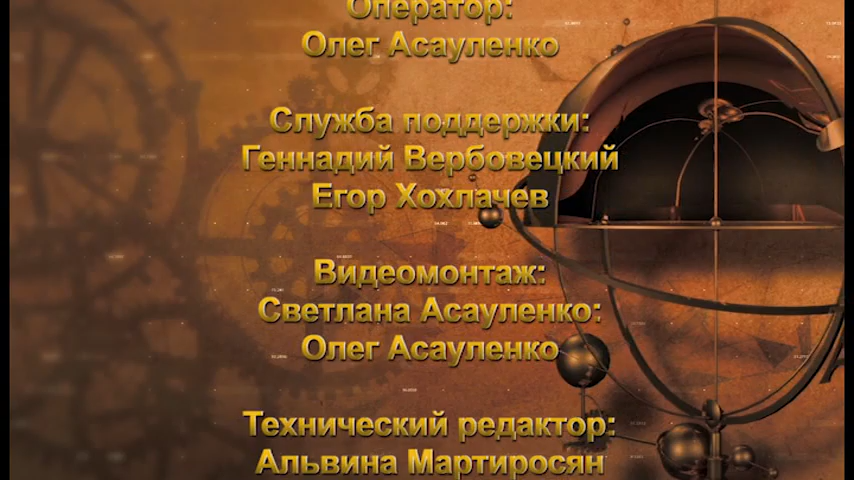 Оператор:
Олег Асауленко
Служба поддержки:
Геннадий Вербовецкий
Егор Хохлачев
Видеомонтаж:
Светлана Асауленко:
Олег Асауленко
Технический редактор:
Альвина Мартиросян